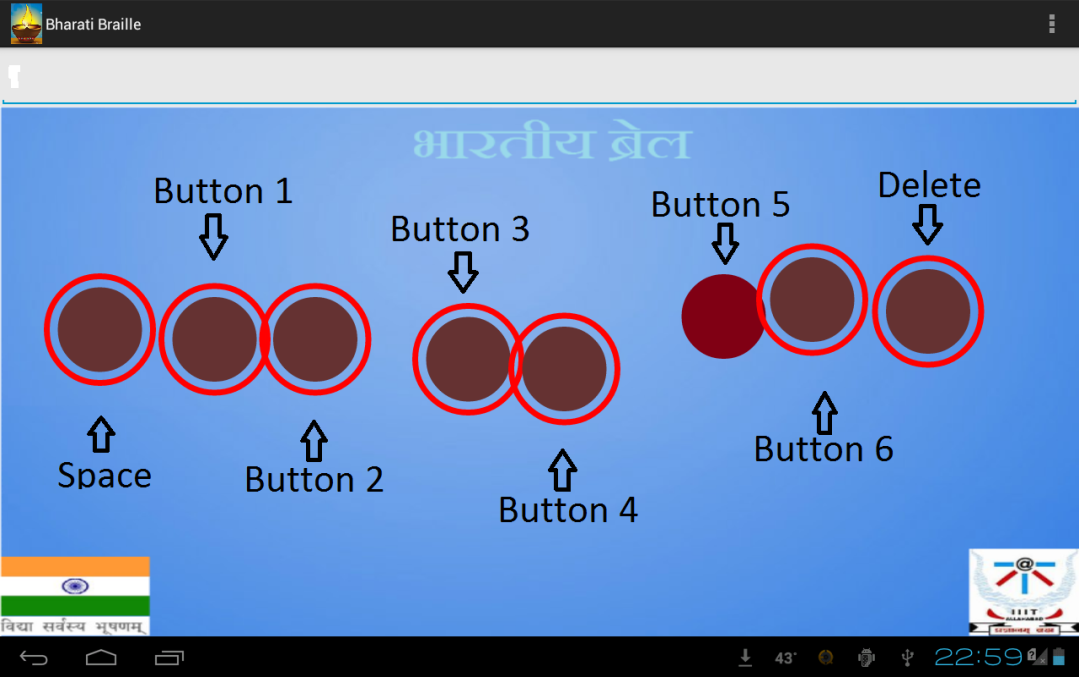 Bharati Braille
भारतीय ब्रेल
Button 1
Button 3
Button 5
Delete
Space
Button 2
Button 4
Button 6
विद्या सर्वस्य भूषणम्
@
IIIT
ALLAHABAD
43°
22:59